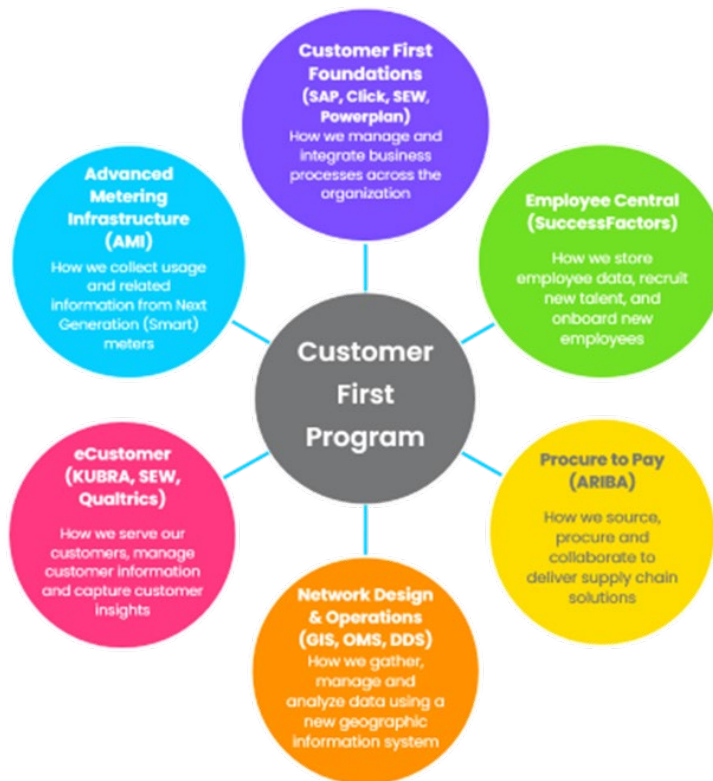 Customer First
Foundations
(SAP, Click, SEW,
Powerplan)
How we manage and
integrate business
processes across the
organization
Advanced
Metering
Infrastructure
(AMI)
How we collect usage
and related
information from Next
Generation (Smart)
meters
Employee Central
(SuccessFactors)
How we store
employee data, recruit
new talent, and
onboard new
employees
Customer
First
Program
eCustomer
(KUBRA, SEW,
Qualtrics)
How we serve our
customers, manage
customer information
and capture customer
insights
Procure to Pay
(ARIBA)
How we source,
procure and
collaborate to
deliver supply chain
solutions
Network Design
& Operations
(GIS, OMS, DDS)
How we gather,
manage and
analyze data using a
new geographic
information system